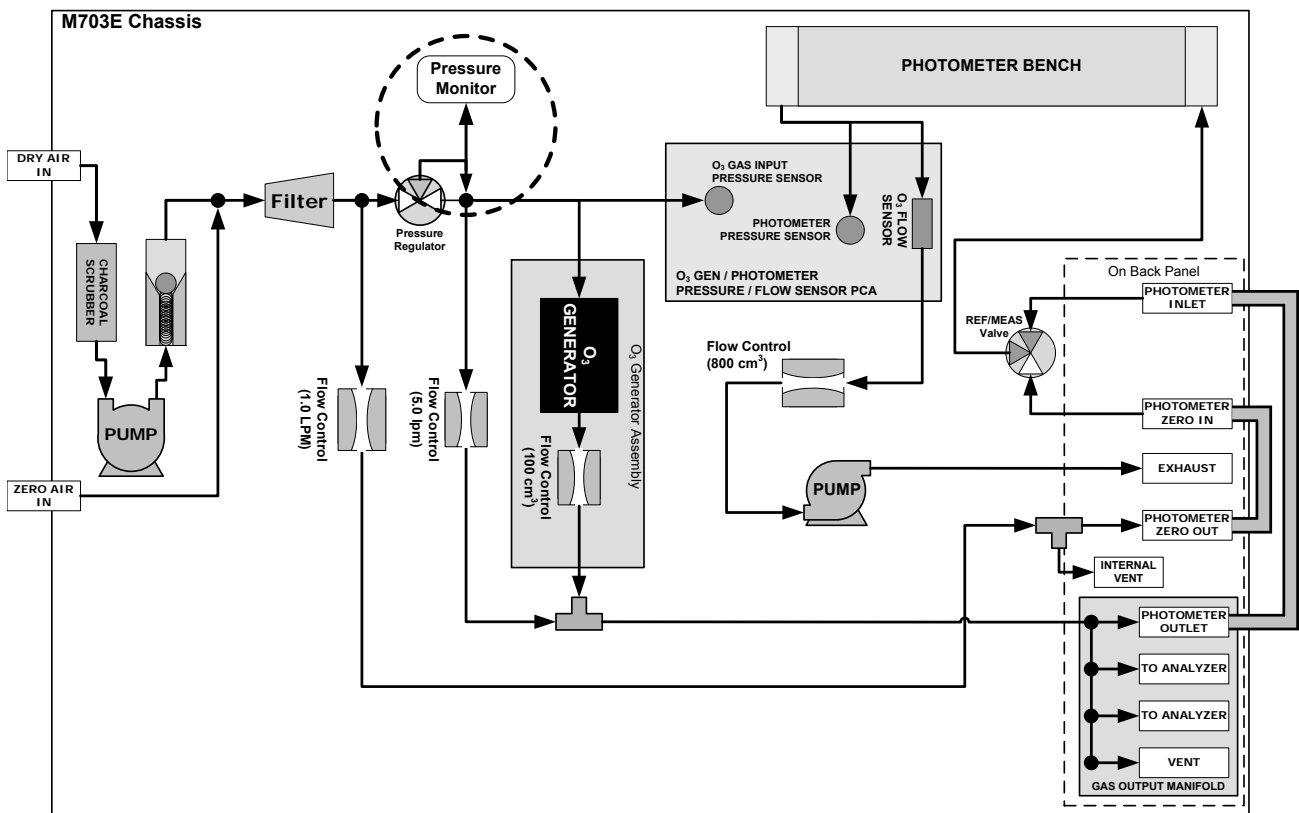 M703E Chassis
Pressure
Monitor
PHOTOMETER BENCH
DRY AIR
IN
CHARCOAL
SCRUBBER
PUMP
ZERO AIR
IN
Filter
Pressure
Regulator
O3 GAS INPUT
PRESSURE SENSOR
PHOTOMETER
PRESSURE SENSOR
O3 FLOW
SENSOR
O3 GEN / PHOTOMETER
PRESSURE / FLOW SENSOR PCA
Flow Control
(1.0 LPM)
Flow Control
(5.0 lpm)
O3
GENERATOR
Flow Control
(100 cm3)
O3 Generator Assembly
Flow Control
(800 cm3)
PUMP
REF/MEAS
Valve
On Back Panel
PHOTOMETER
INLET
PHOTOMETER
ZERO IN
EXHAUST
PHOTOMETER
ZERO OUT
INTERNAL
VENT
PHOTOMETER
OUTLET
TO ANALYZER
TO ANALYZER
VENT
GAS OUTPUT MANIFOLD